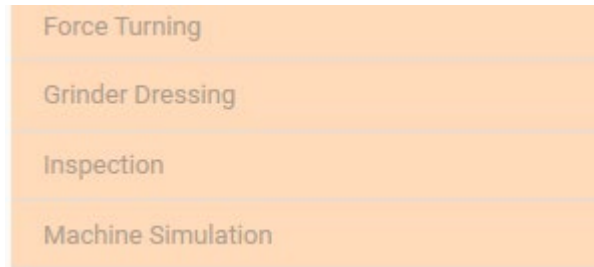 Force Turning
Grinder Dressing
Inspection
Machine Simulation